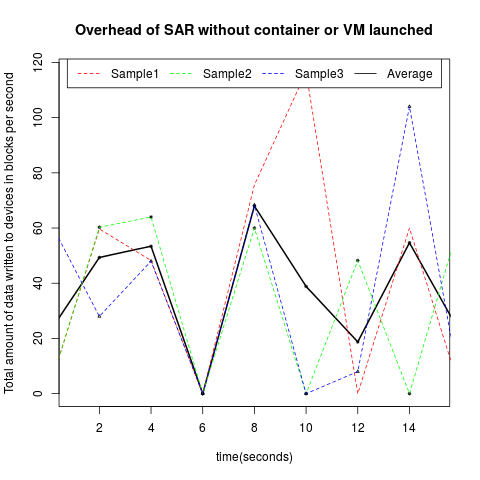 Overhead of SAR without container or VM launched
Total amount of data written to devices in blocks per second
Sample1 Sample2 Sample3 Average
120
100
80
60
40
20
0
2 4 6 8 10 12 14
time(seconds)